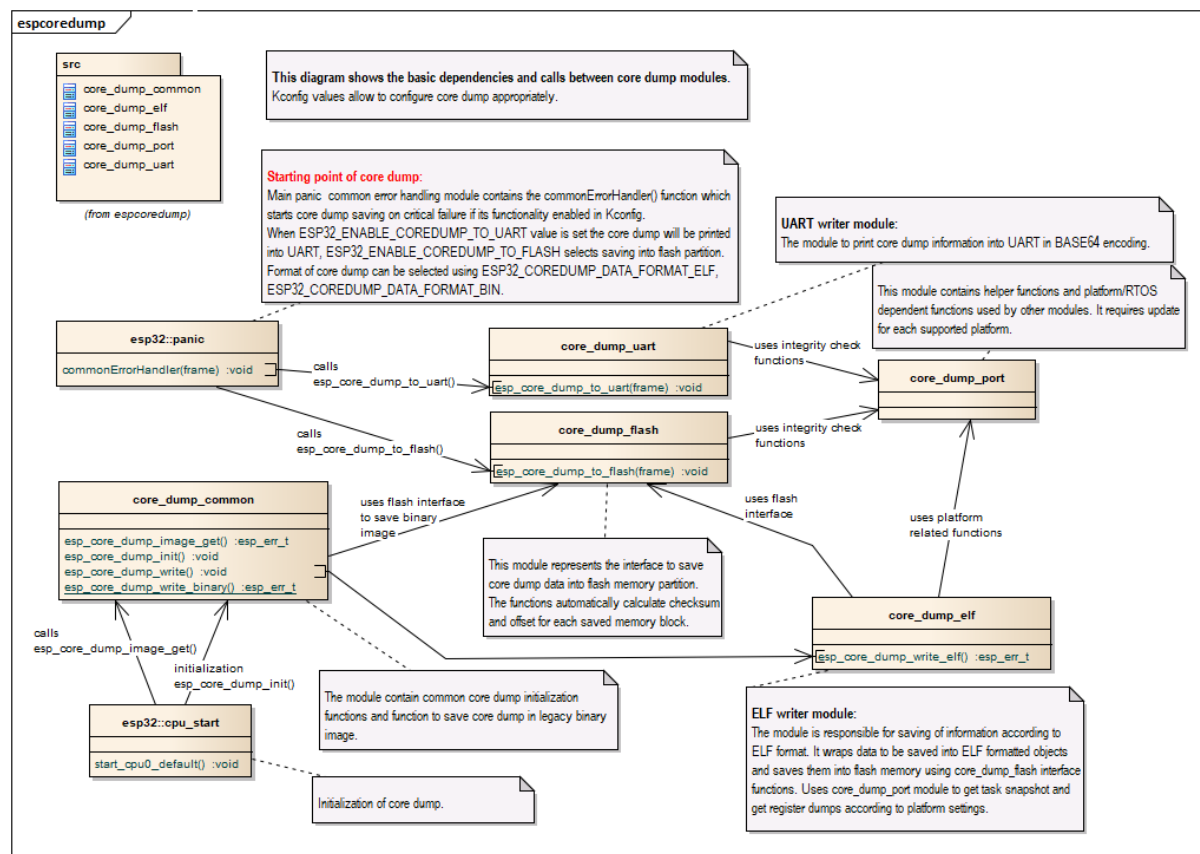 espcoredump
src
core_dump_common
core_dump_elf
core_dump_flash
core_dump_port
core_dump_uart
(from espcoredump)
This diagram shows the basic dependencies and calls between core dump modules.
Kconfig values allow to configure core dump appropriately.
Starting point of core dump:
Main panic common error handling module contains the commonErrorHandler() function which
starts core dump saving on critical failure if its functionality enabled in Kconfig.
When ESP32_ENABLE_COREDUMP_TO_UART value is set the core dump will be printed
into UART, ESP32_ENABLE_COREDUMP_TO_FLASH selects saving into flash partition.
Format of core dump can be selected using ESP32_COREDUMP_DATA_FORMAT_ELF,
ESP32_COREDUMP_DATA_FORMAT_BIN.
UART writer module:
The module to print core dump information into UART in BASE64 encoding.
This module contains helper functions and platform/RTOS
dependent functions used by other modules. It requires update
for each supported platform.
esp32::panic
commonErrorHandler(frame) :void
calls
esp_core_dump_to_uart()
core_dump_uart
esp_core_dump_to_uart(frame) :void
uses integrity check
functions
core_dump_port
calls
esp_core_dump_to_flash()
core_dump_flash
esp_core_dump_to_flash(frame) :void
uses integrity check
functions
core_dump_common
esp_core_dump_image_get() :esp_err_t
esp_core_dump_init() :void
esp_core_dump_write() :void
esp_core_dump_write_binary() :esp_err_t
uses flash interface
to save binary
image
uses flash
interface
uses platform
related functions
This module represents the interface to save
core dump data into flash memory partition.
The functions automatically calculate checksum
and offset for each saved memory block.
core_dump_elf
esp_core_dump_write_elf() :esp_err_t
calls
esp_core_dump_image_get()
initialization
esp_core_dump_init()
The module contain common core dump initialization
functions and function to save core dump in legacy binary
image.
esp32::cpu_start
start_cpu0_default() :void
Initialization of core dump.
ELF writer module:
The module is responsible for saving of information according to
ELF format. It wraps data to be saved into ELF formatted objects
and saves them into flash memory using core_dump_flash interface
functions. Uses core_dump_port module to get task snapshot and
get register dumps according to platform settings.